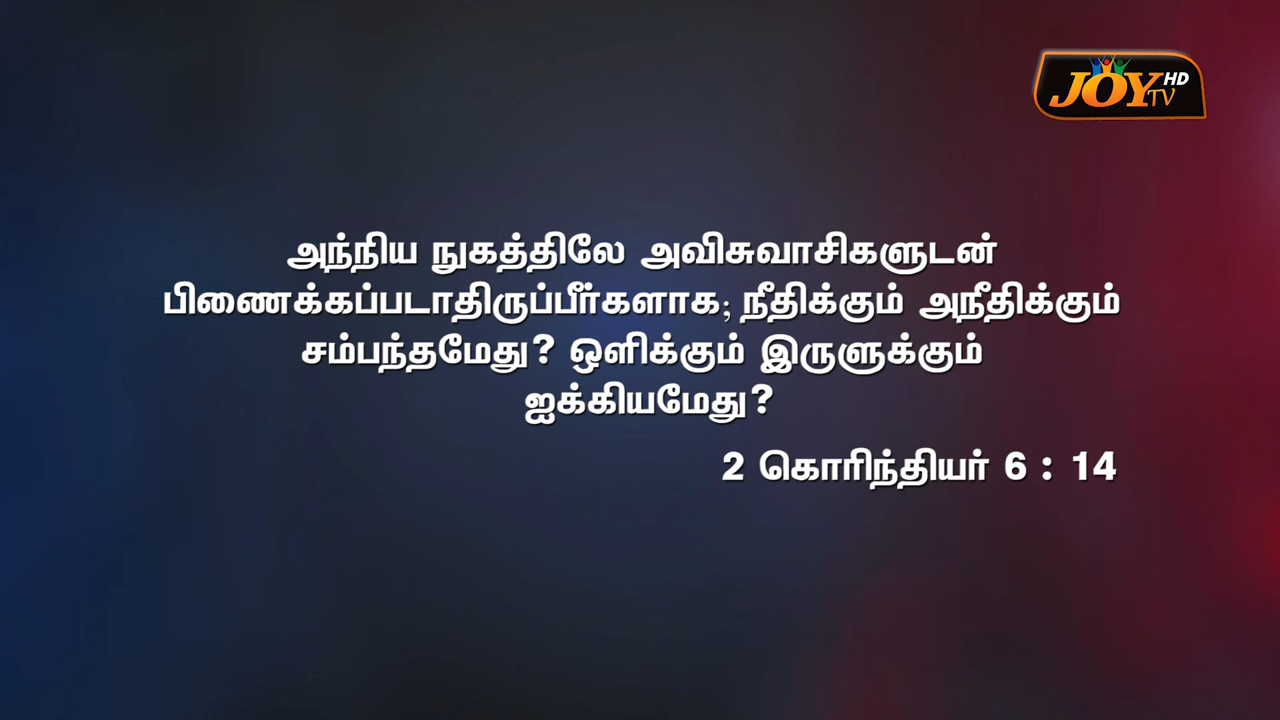 JOY HD
TV
அந்நிய நுகத்திலே அவிசுவாசிகளுடன்
பிணைக்கப்படாதிருப்பீர்களாக; நீதிக்கும் அநீதிக்கும்
சம்பந்தமேது? ஒளிக்கும் இருளுக்கும்
ஐக்கியமேது?
2 கொரிந்தியர் 6 : 14